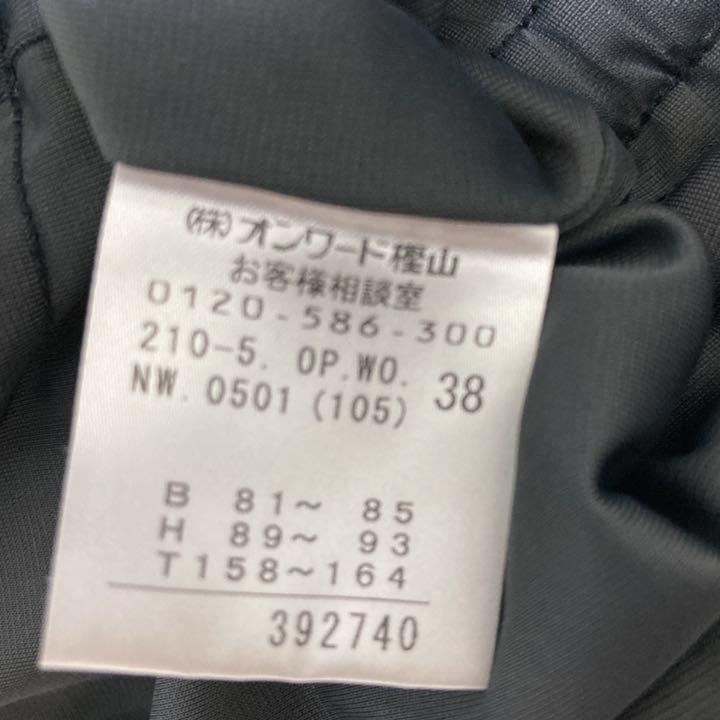 (株)オンワード樫山
お客様相談室
0120-586-300
210-5. OP.WO. 38
NW. 0501 (105)
B 81～ 85
H 89～ 93
T158～164
392740